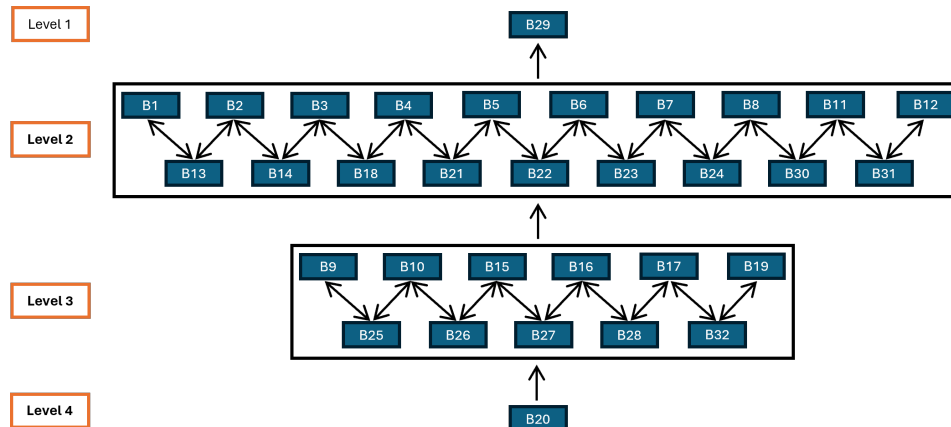 Level 1
B29
B1 B2 B3 B4 B5 B6 B7 B8 B11 B12
Level 2
B13 B14 B18 B21 B22 B23 B24 B30 B31
B9 B10 B15 B16 B17 B19
Level 3
B25 B26 B27 B28 B32
Level 4
B20